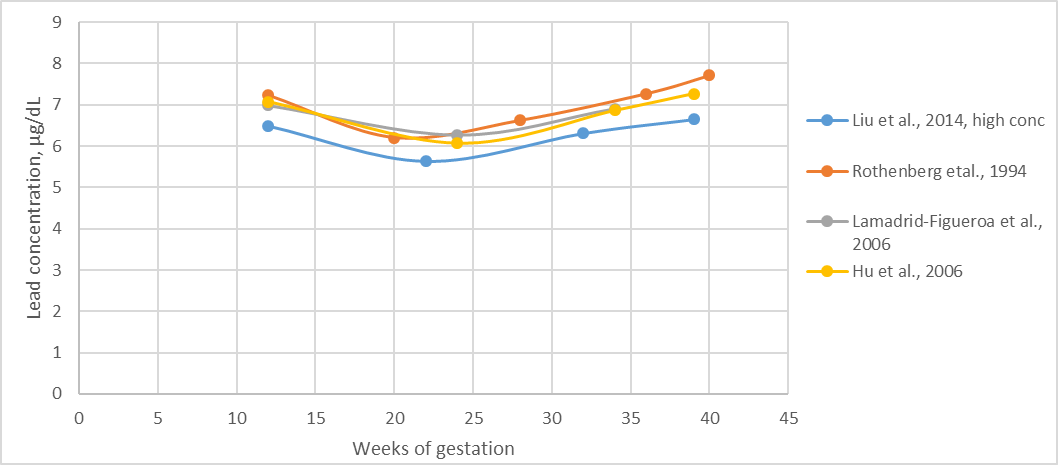 9
8
7
6
5
4
3
2
1
0
Lead concentration, µg/dL
0 5 10 15 20 25 30 35 40 45
Weeks of gestation
Liu et al., 2014, high conc
Rothenberg etal., 1994
Lamadrid-Figueroa et al.,
2006
Hu et al., 2006